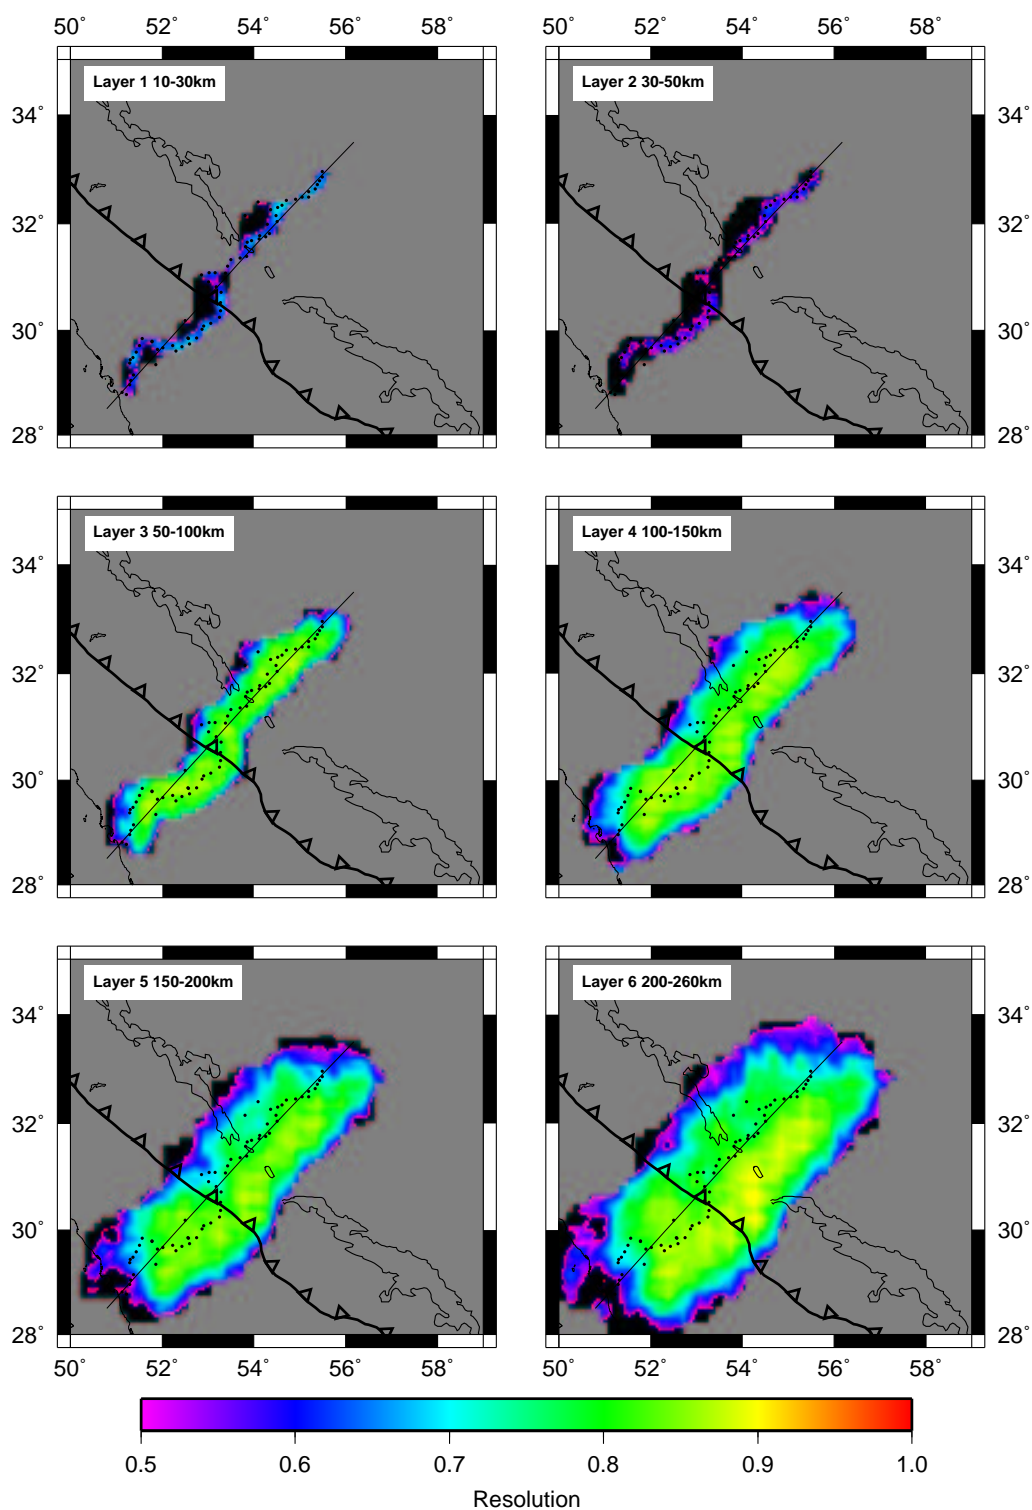 50˚ 52˚ 54˚ 56˚ 58˚ 50˚ 52˚ 54˚ 56˚ 58˚
Layer 1 10-30km
Layer 2 30-50km
34˚ 34˚
32˚ 32˚
30˚ 30˚
28˚ 28˚
Layer 3 50-100km
Layer 4 100-150km
34˚ 34˚
32˚ 32˚
30˚ 30˚
28˚ 28˚
Layer 5 150-200km
Layer 6 200-260km
34˚ 34˚
32˚ 32˚
30˚ 30˚
28˚ 28˚
50˚ 52˚ 54˚ 56˚ 58˚ 50˚ 52˚ 54˚ 56˚ 58˚
0.5 0.6 0.7 0.8 0.9 1.0
Resolution